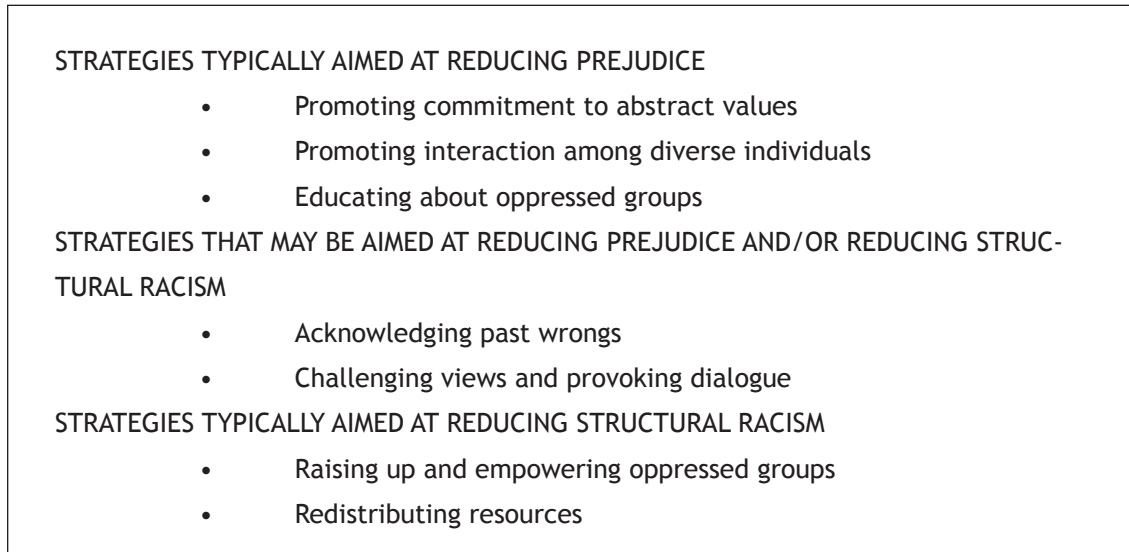 STRATEGIES TYPICALLY AIMED AT REDUCING PREJUDICE
• Promoting commitment to abstract values
• Promoting interaction among diverse individuals
• Educating about oppressed groups
STRATEGIES THAT MAY BE AIMED AT REDUCING PREJUDICE AND/OR REDUCING STRUC-
TURAL RACISM
• Acknowledging past wrongs
• Challenging views and provoking dialogue
STRATEGIES TYPICALLY AIMED AT REDUCING STRUCTURAL RACISM
• Raising up and empowering oppressed groups
• Redistributing resources